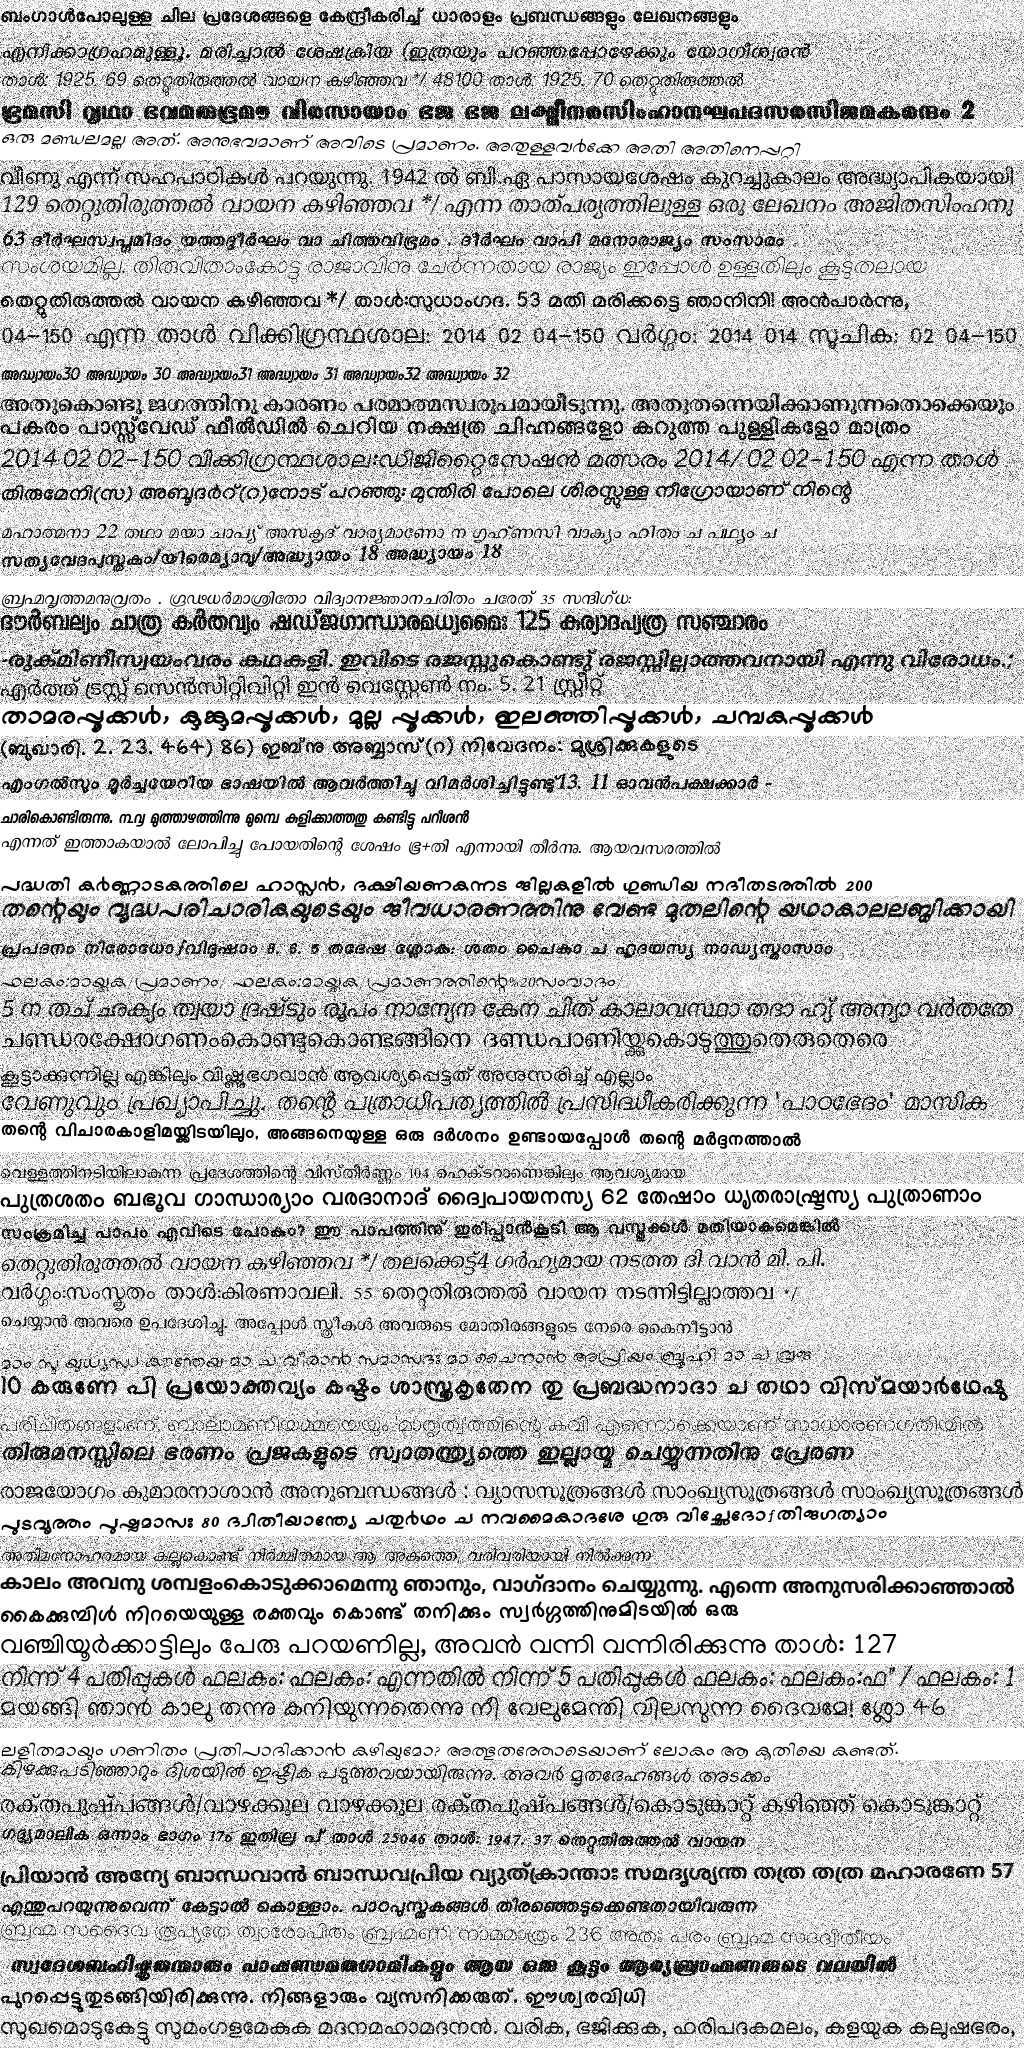 ബംഗാൾപോലുള്ള ചില പ്രദേശങ്ങളെ കേന്ദ്രീകരിച്ച് ധാരാളം പ്രബന്ധങ്ങളും ലേഖനങ്ങളും
എനിക്കാഗ്രഹമുള്ളൂ. മരിച്ചാൽ ശേഷക്രിയ (ഇത്രയും പറഞ്ഞപ്പോഴേക്കും യോഗീശ്വരൻ
താൾ: 1925. 69 തെറ്റുതിരുത്തൽ വായന കഴിഞ്ഞവ */ 48100 താൾ: 1925. 70 തെറ്റുതിരുത്തൽ
ഭ്രമസി വൃഥാ ഭവമരുഭ്രമൗ വിരസായാം ഭജ ഭജ ലക്ഷ്മീനരസിംഹാനഘപദസരസിജമകരന്ദം 2
ഒരു മണ്ഡലമല്ല അത്. അനുഭവമാണ് അവിടെ പ്രമാണം. അതുള്ളവർക്കേ അതി അതിനെപ്പറ്റി
വീണു എന്ന് സഹപാഠികൾ പറയുന്നു. 1942 ൽ ബി.ഏ പാസായശേഷം കുറച്ചുകാലം അദ്ധ്യാപികയായി
129 തെറ്റുതിരുത്തൽ വായന കഴിഞ്ഞവ */ എന്ന താത്പര്യത്തിലുള്ള ഒരു ലേഖനം അജിതസിംഹനു
63 ദീർഘസ്വപ്നമിദം യത്തദ്ദീർഘം വാ ചിത്തവിഭ്രമം . ദീർഘം വാപി മനോരാജ്യം സംസാരം
സംശയമില്ല. തിരുവിതാംകോട്ടു രാജാവിനു ചേർന്നതായ രാജ്യം ഇപ്പോൾ ഉള്ളതിലും കൂടുതലായ
തെറ്റുതിരുത്തൽ വായന കഴിഞ്ഞവ */ താൾ:സുധാംഗദ. 53 മതി മരിക്കട്ടെ ഞാനിനി! അൻപാർന്നു,
04-150 എന്ന താൾ വിക്കിഗ്രന്ഥശാല: 2014 02 04-150 വർഗ്ഗം: 2014 014 സൂചിക: 02 04-150
അദ്ധ്യായം30 അദ്ധ്യായം 30 അദ്ധ്യായം31 അദ്ധ്യായം 31 അദ്ധ്യായം32 അദ്ധ്യായം 32
അതുകൊണ്ടു ജഗത്തിനു കാരണം പരമാത്മസ്വരൂപമായീടുന്നു. അതുതന്നെയിക്കാണുന്നതൊക്കെയും
പകരം പാസ്സ്‌വേഡ് ഫീൽഡിൽ ചെറിയ നക്ഷത്ര ചിഹ്നങ്ങളോ കറുത്ത പുള്ളികളോ മാത്രം
2014 02 02-150 വിക്കിഗ്രന്ഥശാല:ഡിജിറ്റൈസേഷൻ മത്സരം 2014/ 02 02-150 എന്ന താൾ
തിരുമേനി(സ) അബൂദർറ്(റ)നോട് പറഞ്ഞു: മുന്തിരി പോലെ ശിരസ്സുള്ള നീഗ്രോയാണ് നിന്റെ
മഹാത്മനാ 22 തഥാ മയാ ചാപ്യ് അസകൃദ് വാര്യമാണോ ന ഗൃഹ്ണസി വാക്യം ഹിതം ച പഥ്യം ച
സത്യവേദപുസ്തകം/യിരെമ്യാവു/അദ്ധ്യായം 18 അദ്ധ്യായം 18
ബ്രഹ്മവൃത്തമനുവ്രതം . ഗ്രൂഢധർമാശ്രിതോ വിദ്വാനജ്ഞാനചരിതം ചരേത് 35 സന്ദിഗ്ധഃ
ദൗർബല്യം ചാത്ര കർതവ്യം ഷഡ്ജഗാന്ധാരമധ്യമൈഃ 125 കുര്യാദപ്യത്ര സഞ്ചാരം
-രുക്മിണീസ്വയംവരം കഥകളി. ഇവിടെ രജസ്സുകൊണ്ടു് രജസ്സില്ലാത്തവനായി എന്നു വിരോധം.;
എർത്ത് ട്രസ്റ്റ് സെൻസിറ്റിവിറ്റി ഇൻ വെസ്റ്റേൺ നം. 5. 21 സ്ട്രീറ്റ്
താമരപ്പൂക്കൾ, കുങ്കുമപ്പൂക്കൾ, മുല്ല പ്പൂക്കൾ, ഇലഞ്ഞിപ്പൂക്കൾ, ചമ്പകപ്പൂക്കൾ
(ബുഖാരി. 2. 23. 464) 86) ഇബ്നു അബ്ബാസ്(റ) നിവേദനം: മുശ്രിക്കുകളുടെ
എംഗൽസും മൂർച്ചയേറിയ ഭാഷയിൽ ആവർത്തിച്ചു വിമർശിച്ചിട്ടുണ്ട്13. 11 ഓവൻപക്ഷക്കാർ -
ചാരികൊണ്ടിരുന്നു. ൩൮ മുത്താഴത്തിന്നു മുമ്പെ കുളിക്കാത്തതു കണ്ടിട്ടു പറിശൻ
എന്നത് ഇത്താകയാൽ ലോപിച്ചു പോയതിന്റെ ശേഷം ഭൂ+തി എന്നായി തിർന്നു. ആയവസരത്തിൽ
പദ്ധതി കർണ്ണാടകത്തിലെ ഹാസ്സൻ, ദക്ഷിയണകന്നട ജില്ലകളിൽ ഗുണ്ഡിയ നദിതടത്തിൽ 200
തന്റെയും വൃദ്ധപരിചാരികയുടെയും ജീവധാരണത്തിനു വേണ്ട മുതലിന്റെ യഥാകാലലബ്ധിക്കായി
പ്രപദനം നിരോധോ ഽവിദുഷാം 8. 6. 5 തദേഷ ശ്ലോകഃ ശതം ചൈകാ ച ഹൃദയസ്യ നാഡ്യസ്താസാം
ഫലകം:മായ്ക്കുക/പ്രമാണം/ ഫലകം:മായ്ക്കുക/പ്രമാണത്തിന്റെ%20സംവാദം/
5 ന തച് ഛക്യം ത്വയാ ദ്രഷ്ടും രൂപം നാന്യേന കേന ചിത് കാലാവസ്ഥാ തദാ ഹ്യ് അന്യാ വർതതേ
ചണ്ഡരക്ഷോഗണംകൊണ്ടുകൊണ്ടങ്ങിനെ ദണ്ഡപാണിയ്ക്കുകൊടുത്തൂതെരുതെരെ
കൂട്ടാക്കുന്നില്ല എങ്കിലും വിഷ്ണുഭഗവാൻ ആവശ്യപ്പെട്ടത് അനുസരിച്ച് എല്ലാം
വേണുവും പ്രഖ്യാപിച്ചു. തന്റെ പത്രാധിപത്യത്തിൽ പ്രസിദ്ധീകരിക്കുന്ന 'പാഠഭേദം' മാസിക
തന്റെ വിചാരകാളിമയ്ക്കിടയിലും, അങ്ങനെയുള്ള ഒരു ദർശനം ഉണ്ടായപ്പോൾ തന്റെ മർദ്ദനത്താൽ
വെള്ളത്തിനടിയിലാകുന്ന പ്രദേശത്തിന്റെ വിസ്തീർണ്ണം 104 ഹെക്ടറാണെങ്കിലും ആവശ്യമായ
പുത്രശതം ബഭൂവ ഗാന്ധാര്യാം വരദാനാദ് ദ്വൈപായനസ്യ 62 തേഷാം ധൃതരാഷ്ട്രസ്യ പുത്രാണാം
സംക്രമിച്ച പാപം എവിടെ പോകും? ഈ പാപത്തിനു് ഇരിപ്പാൻകൂടി ആ വസ്തുക്കൾ മതിയാകുമെങ്കിൽ
തെറ്റുതിരുത്തൽ വായന കഴിഞ്ഞവ */ തലക്കെട്ട്4 ഗർഹ്യമായ നടത്ത ദി വാൻ മി. പി.
വർഗ്ഗം:സംസ്കൃതം താൾ:കിരണാവലി. 55 തെറ്റുതിരുത്തൽ വായന നടന്നിട്ടില്ലാത്തവ */
ചെയ്യാൻ അവരെ ഉപദേശിച്ചു. അപ്പോൾ സ്ത്രീകൾ അവരുടെ മോതിരങ്ങളുടെ നേരെ കൈനീട്ടാൻ
മാം സ്മ യുധ്യസ്വ കൗന്തേയ മാ ച വീരാൻ സമാസദഃ മാ ചൈനാൻ അപ്രിയം ബ്രൂഹി മാ ച വ്രജ
10 കരുണേ പി പ്രയോക്തവ്യം കഷ്ടം ശാസ്ത്രകൃതേന തു പ്രബദ്ധനാദാ ച തഥാ വിസ്മയാർഥേഷു
പരിചിതങ്ങളാണ്. ബാലാമണിയമ്മയെയും മാതൃത്വത്തിന്റെ കവി എന്നൊക്കെയാണ് സാധാരണഗതിയിൽ
തിരുമനസ്സിലെ ഭരണം പ്രജകളുടെ സ്വാതന്ത്ര്യത്തെ ഇല്ലായ്മ ചെയ്യുന്നതിനു പ്രേരണ
രാജയോഗം കുമാരനാശാൻ അനുബന്ധങ്ങൾ : വ്യാസസൂത്രങ്ങൾ സാംഖ്യസൂത്രങ്ങൾ സാംഖ്യസൂത്രങ്ങൾ
പുടവൃത്തം പുഷ്യമാസഃ 80 ദ്വിതീയാന്ത്യേ ചതുർഥം ച നവമൈകാദശേ ഗുരു വിച്ഛേദോഽതിരുഗത്യാം
അതിമനോഹരമായ കല്ലുകൊണ്ട് നിർമ്മിതമായ ആ അകത്തെ, വരിവരിയായി നിൽക്കുന്ന
കാലം അവനു ശമ്പളംകൊടുക്കാമെന്നു ഞാനും, വാഗ്ദാനം ചെയ്യുന്നു. എന്നെ അനുസരിക്കാഞ്ഞാൽ
കൈക്കുമ്പിൾ നിറയെയുള്ള രക്തവും കൊണ്ട് തനിക്കും സ്വർഗ്ഗത്തിനുമിടയിൽ ഒരു
വഞ്ചിയൂർക്കാട്ടിലും പേരു പറയണില്ല, അവൻ വന്നി വന്നിരിക്കുന്നു താൾ: 127
നിന്ന് 4 പതിപ്പുകൾ ഫലകം: ഫലകം: എന്നതിൽ നിന്ന് 5 പതിപ്പുകൾ ഫലകം: ഫലകം:ഫ" / ഫലകം: 1
മയങ്ങി ഞാൻ കാലു തന്നു കനിയുന്നതെന്നു നീ വേലുമേന്തി വിലസുന്ന ദൈവമേ! ശ്ലോ 46
ലളിതമായും ഗണിതം പ്രതിപാദിക്കാൻ കഴിയുമോ? അത്ഭുതത്തോടെയാണ് ലോകം ആ കൃതിയെ കണ്ടത്.
കിഴക്കുപടിഞ്ഞാറും ദിശയിൽ ഇഷ്ടിക പടുത്തവയായിരുന്നു. അവർ മൃതദേഹങ്ങൾ അടക്കം
രക്തപുഷ്പങ്ങൾ/വാഴക്കുല വാഴക്കുല രക്തപുഷ്പങ്ങൾ/കൊടുങ്കാറ്റ് കഴിഞ്ഞ് കൊടുങ്കാറ്റ്
ഗദ്യമാലിക ഒന്നാം ഭാഗം 176 ഇതില്പ പ് താൾ 25046 താൾ: 1947. 37 തെറ്റുതിരുത്തൽ വായന
പ്രിയാൻ അന്യേ ബാന്ധവാൻ ബാന്ധവപ്രിയ വ്യുത്ക്രാന്താഃ സമദൃശ്യന്ത തത്ര തത്ര മഹാരണേ 57
എന്തുപറയുന്നുവെന്ന് കേട്ടാൽ കൊള്ളാം. പാഠപുസ്തകങ്ങൾ തിരഞ്ഞെടുക്കെണ്ടതായിവരുന്ന
ബ്രഹ്മ സദൈവ രൂപ്യതേ ത്വാരോപിതം ബ്രഹ്മണി നാമമാത്രം 236 അതഃ പരം ബ്രഹ്മ സദദ്വിതീയം
സ്വദേശബഹിഷ്കൃതന്മാരും പാഷണ്ഡമതഗാമികളും ആയ ഒരു കൂട്ടം ആര്യബ്രാഹ്മണരുടെ വലയിൽ
പുറപ്പെട്ടുതുടങ്ങിയിരിക്കുന്നു. നിങ്ങളാരും വ്യസനിക്കരുത്. ഈശ്വരവിധി
സുഖമൊടുകേട്ടു സുമംഗളമേകുക മദനമഹാമദനൻ. വരിക, ഭജിക്കുക, ഹരിപദകമലം, കളയുക കലുഷഭരം,